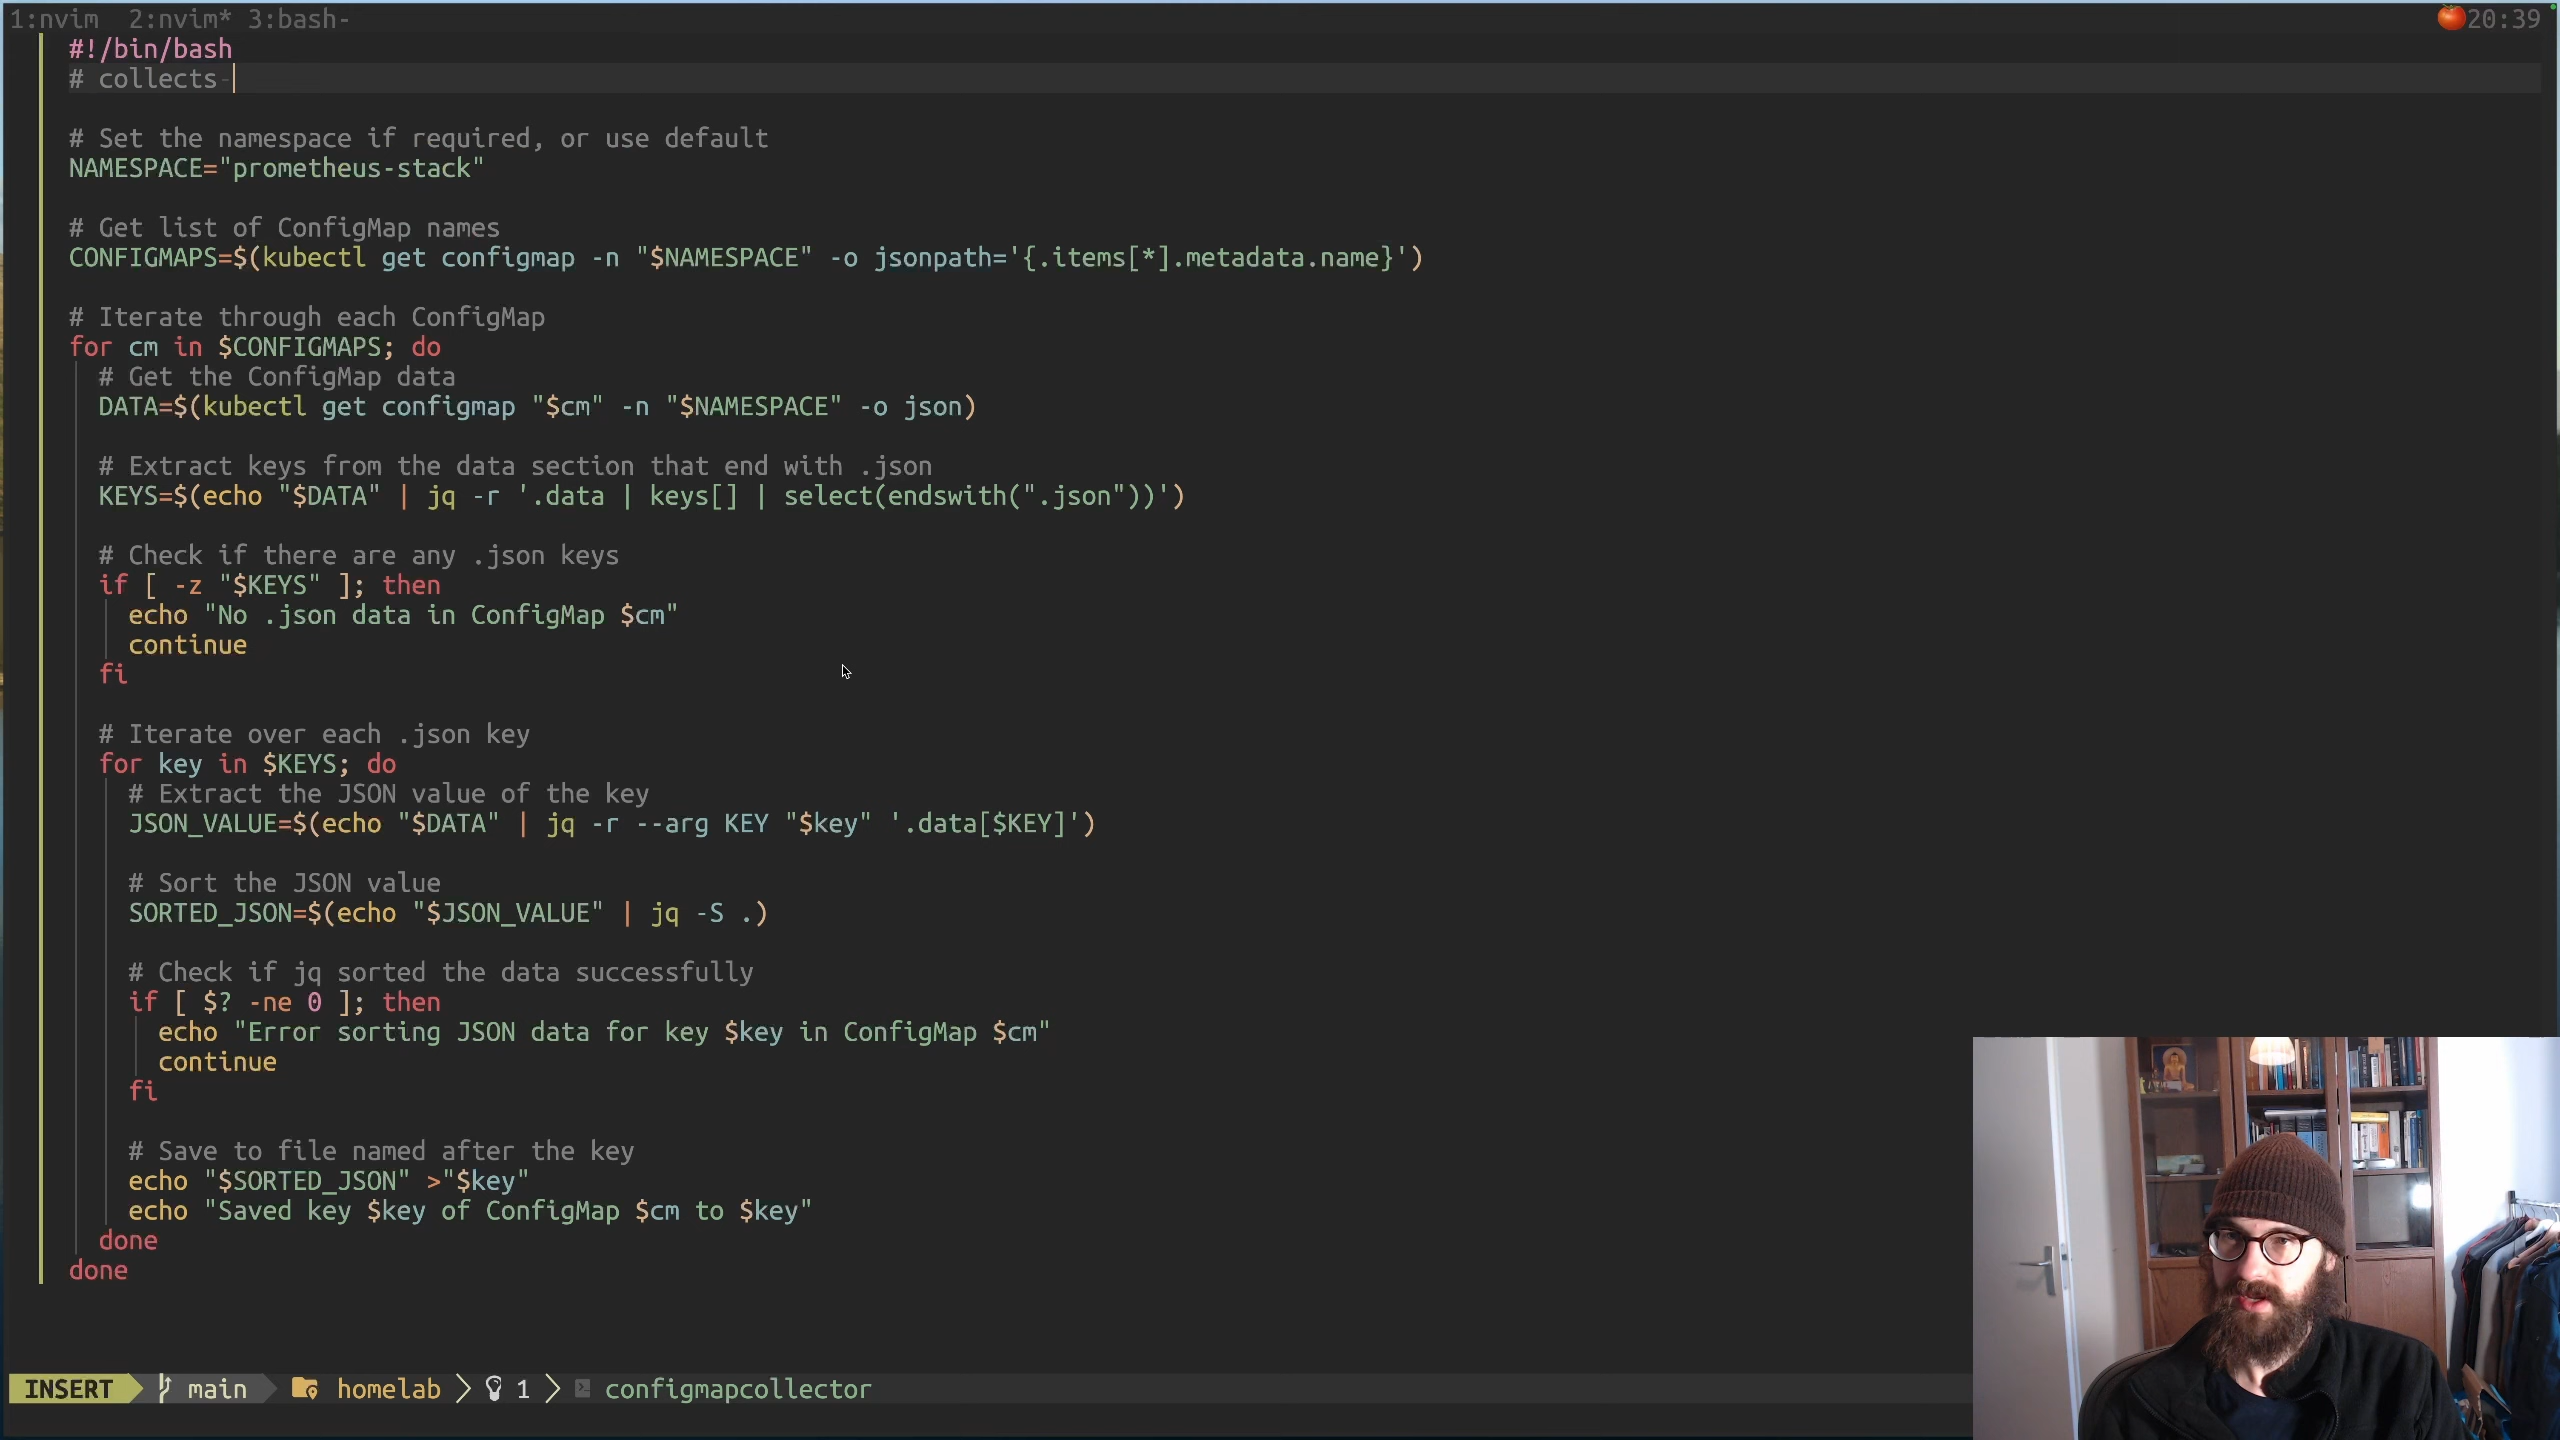 1:nvim 2:nvim* 3:bash-
20:39
#!/bin/bash
# collects-
# Set the namespace if required, or use default
NAMESPACE="prometheus-stack"
# Get list of ConfigMap names
CONFIGMAPS=$(kubectl get configmap -n "$NAMESPACE" -o jsonpath='{.items[*].metadata.name}')
# Iterate through each ConfigMap
for cm in $CONFIGMAPS; do
# Get the ConfigMap data
DATA=$(kubectl get configmap "$cm" -n "$NAMESPACE" -o json)
# Extract keys from the data section that end with .json
KEYS=$(echo "$DATA" | jq -r '.data | keys[] | select(endswith(".json"))')
# Check if there are any .json keys
if [ -z "$KEYS" ]; then
echo "No .json data in ConfigMap $cm"
continue
fi
# Iterate over each .json key
for key in $KEYS; do
# Extract the JSON value of the key
JSON_VALUE=$(echo "$DATA" | jq -r --arg KEY "$key" '.data[$KEY]')
# Sort the JSON value
SORTED_JSON=$(echo "$JSON_VALUE" | jq -S .)
# Check if jq sorted the data successfully
if [ $? -ne 0 ]; then
echo "Error sorting JSON data for key $key in ConfigMap $cm"
continue
fi
# Save to file named after the key
echo "$SORTED_JSON" >"$key"
echo "Saved key $key of ConfigMap $cm to $key"
done
done
INSERT main homelab 1 configmapcollector